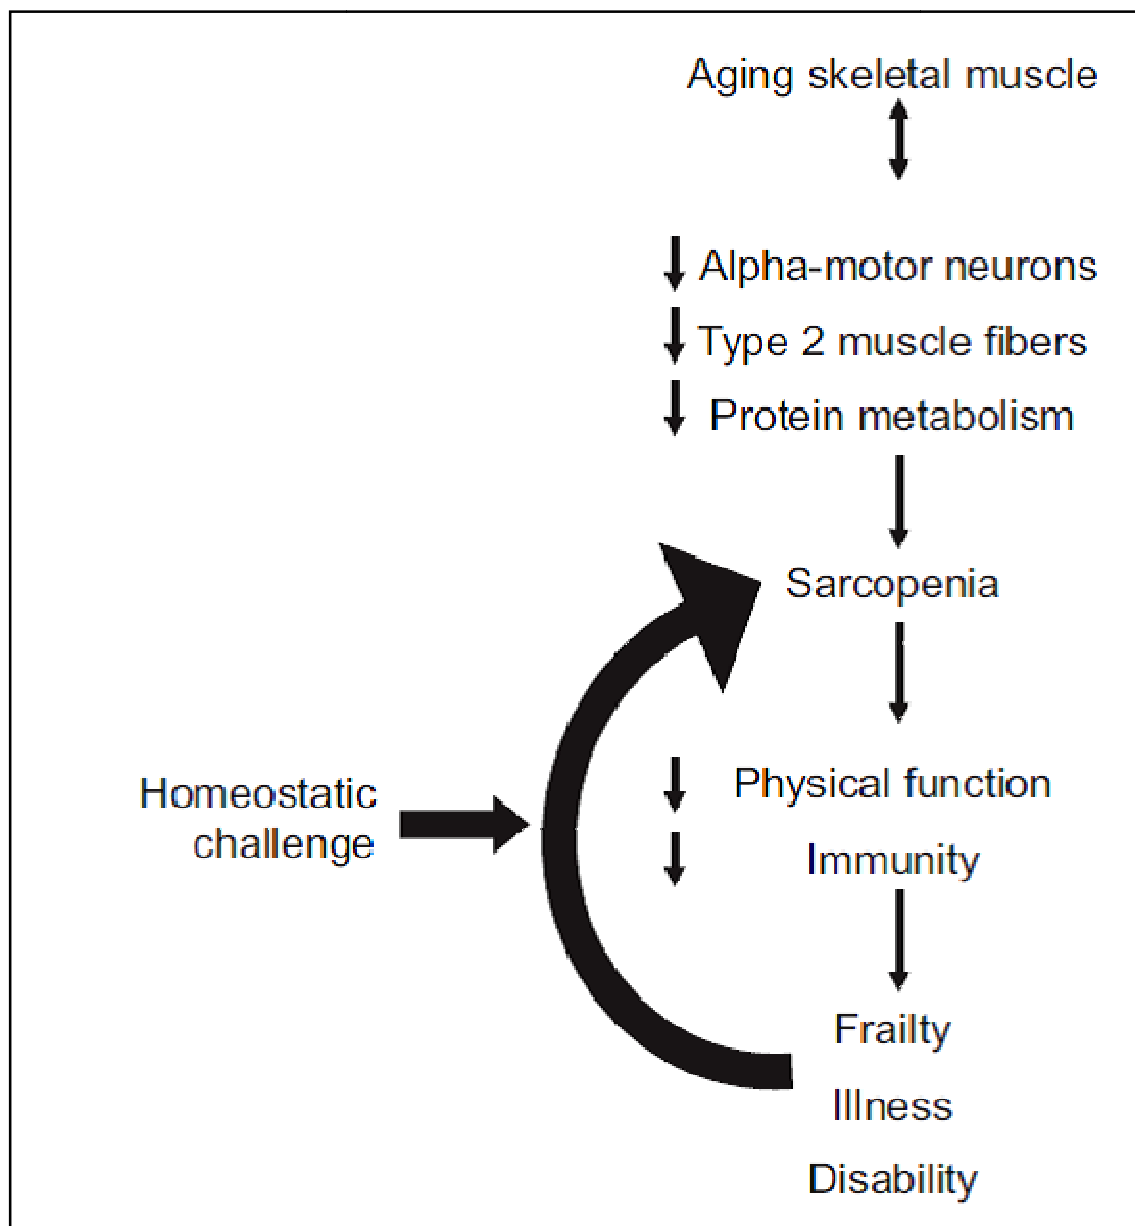 Aging skeletal muscle
Alpha-motor neurons
Type 2 muscle fibers
Protein metabolism
Sarcopenia
Homeostatic
challenge
Physical function
Immunity
Frailty
Illness
Disability